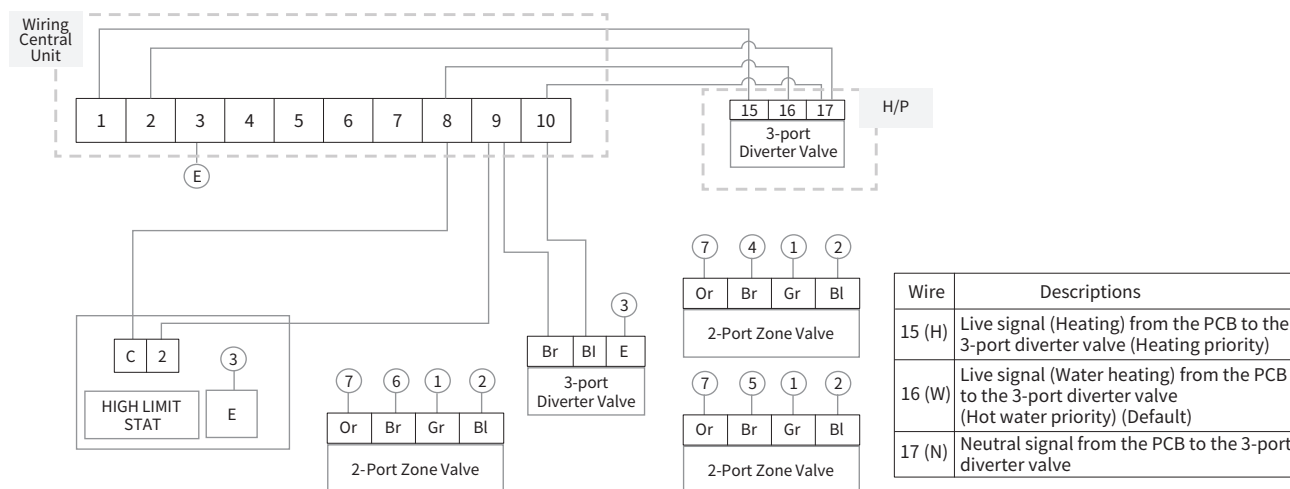 Wiring
Central
Unit
1 2 3 4 5 6 7 8 9 10
E
15 16 17
3-port
Diverter Valve
H/P
C 2
3
HIGH LIMIT
STAT
E
7 6 1 2
Or Br Gr Bl
2-Port Zone Valve
3
Br Bl E
3-port
Diverter Valve
7 4 1 2
Or Br Gr Bl
2-Port Zone Valve
7 5 1 2
Or Br Gr Bl
2-Port Zone Valve
Wire Descriptions
15 (H) Live signal (Heating) from the PCB to the
3-port diverter valve (Heating priority)
16 (W) Live signal (Water heating) from the PCB
to the 3-port diverter valve
(Hot water priority) (Default)
17 (N) Neutral signal from the PCB to the 3-port
diverter valve